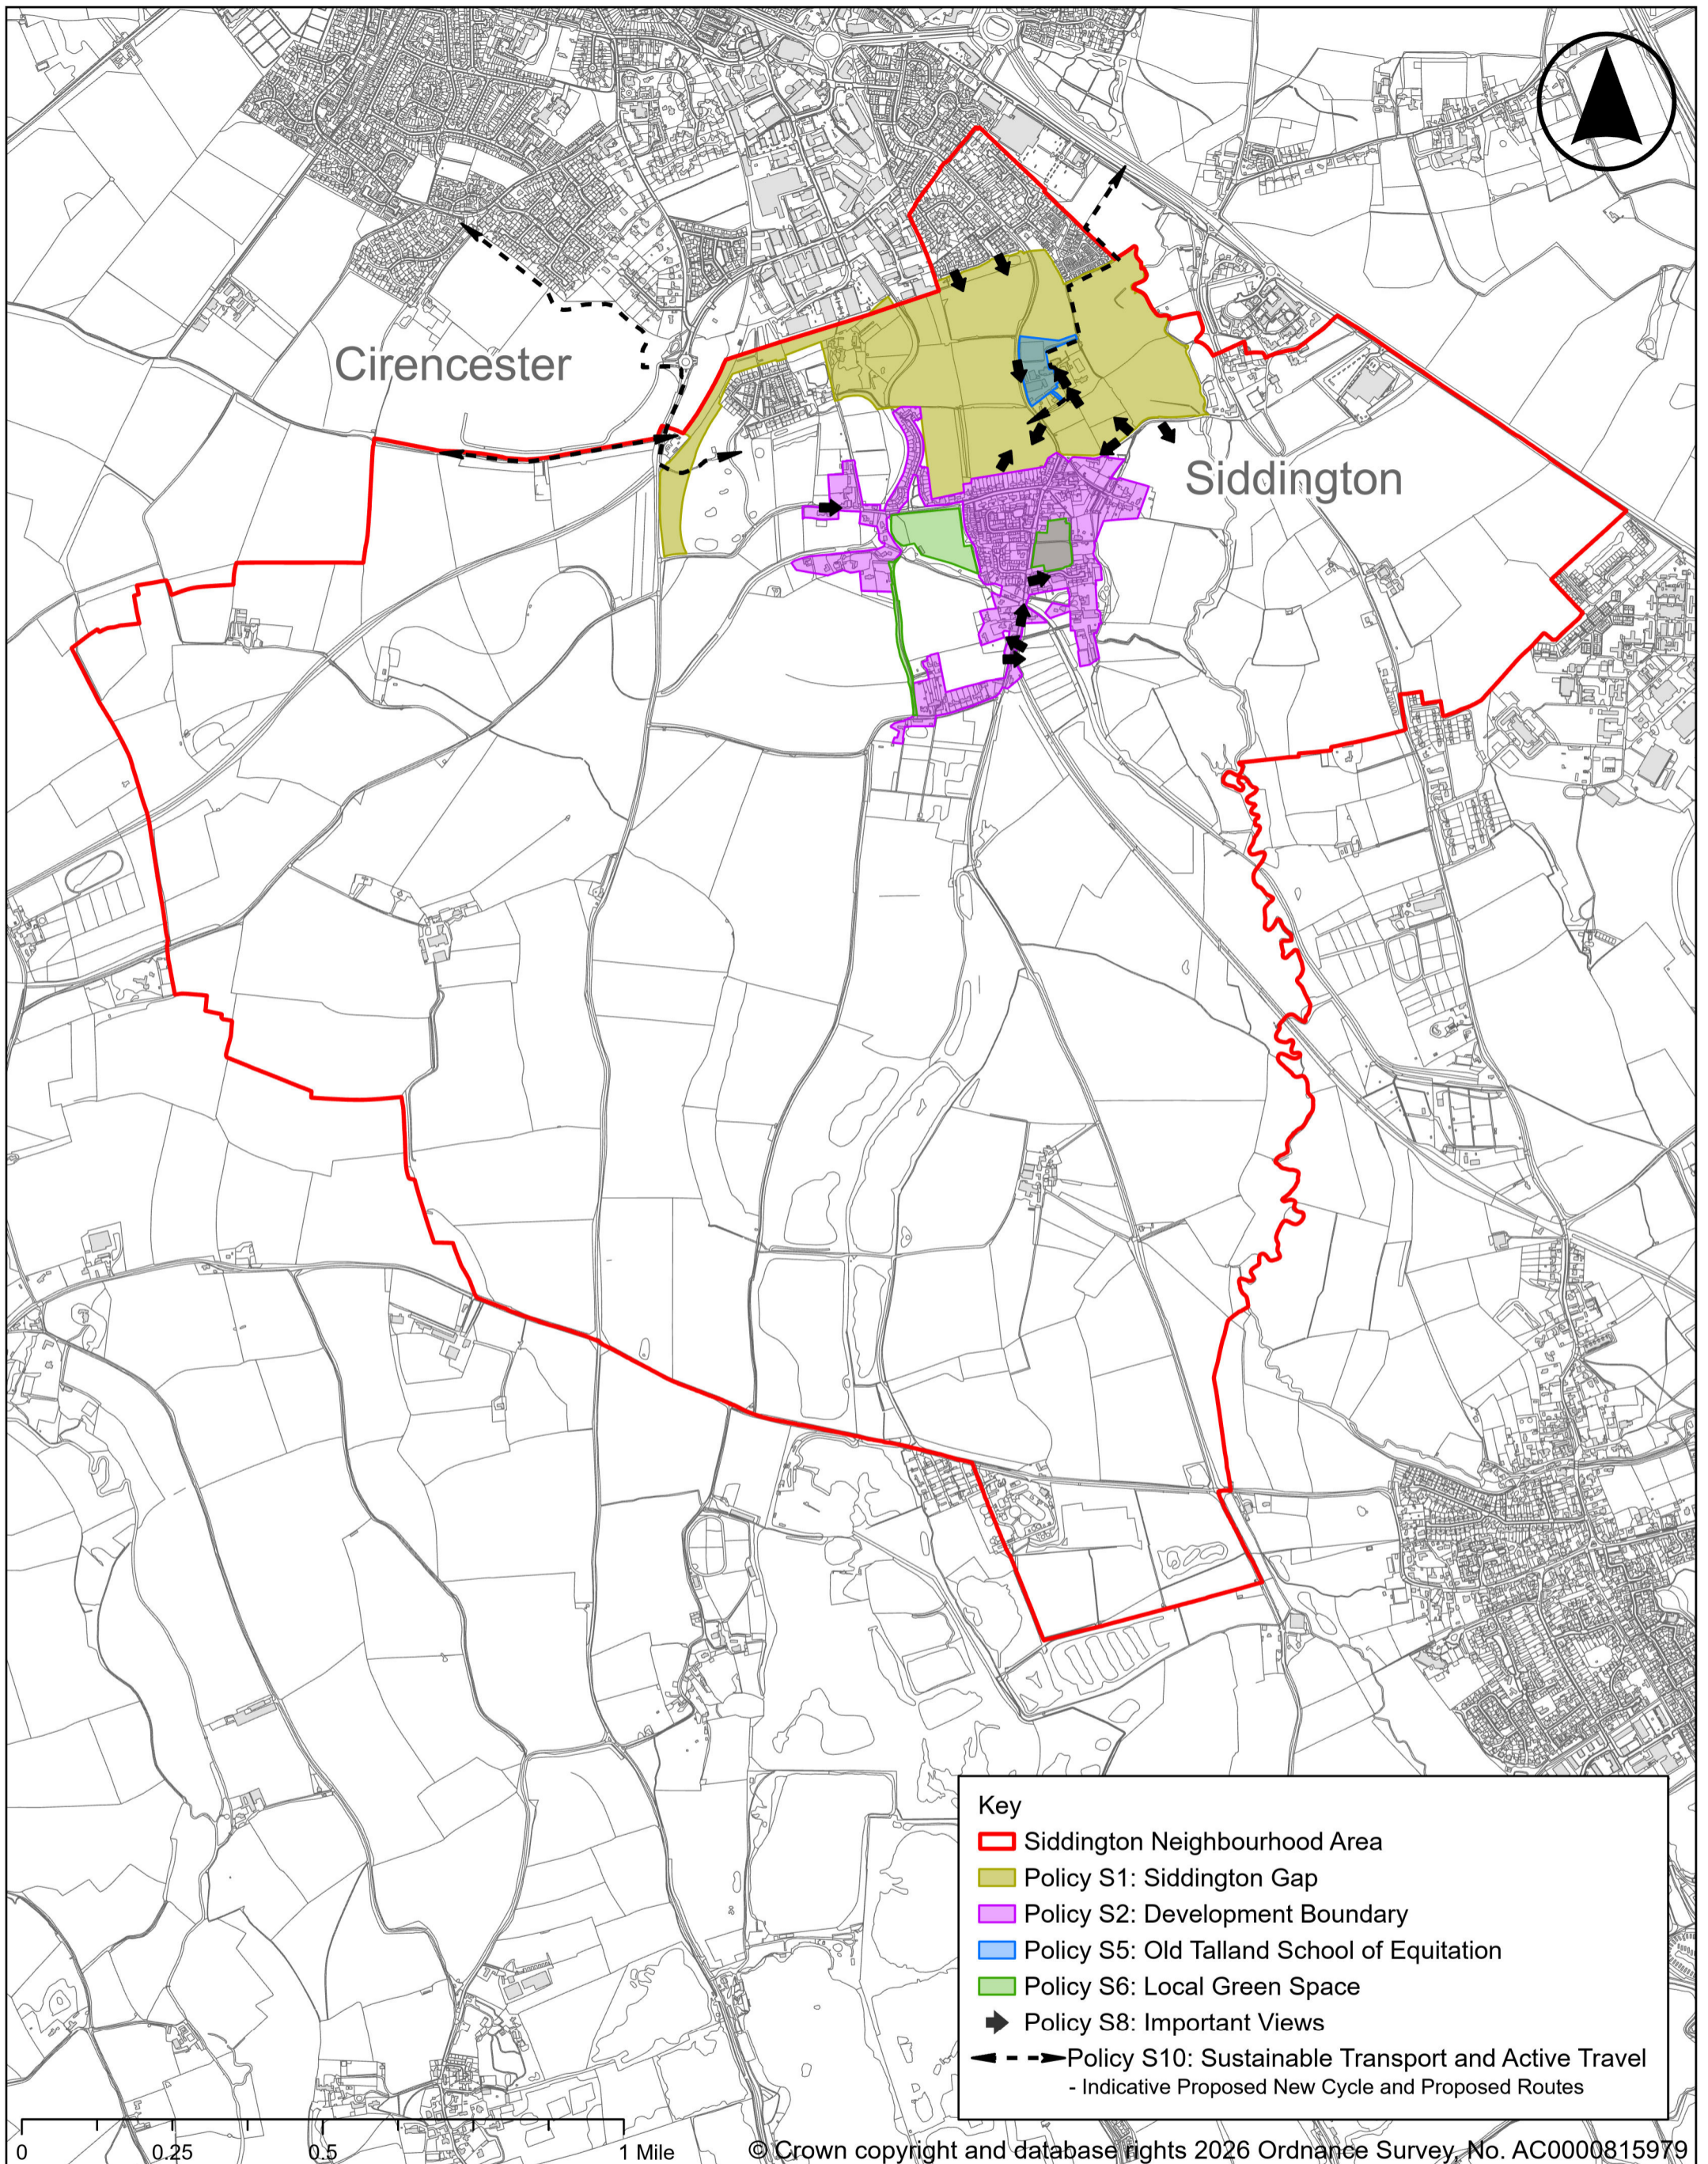 Cirencester
Siddington
Key
Siddington Neighbourhood Area
Policy S1: Siddington Gap
Policy S2: Development Boundary
Policy S5: Old Talland School of Equitation
Policy S6: Local Green Space
Policy S8: Important Views
Policy S10: Sustainable Transport and Active Travel
- Indicative Proposed New Cycle and Proposed Routes
0 0.25 0.5 1 Mile
© Crown copyright and database rights 2026 Ordnance Survey, No. AC0000815979